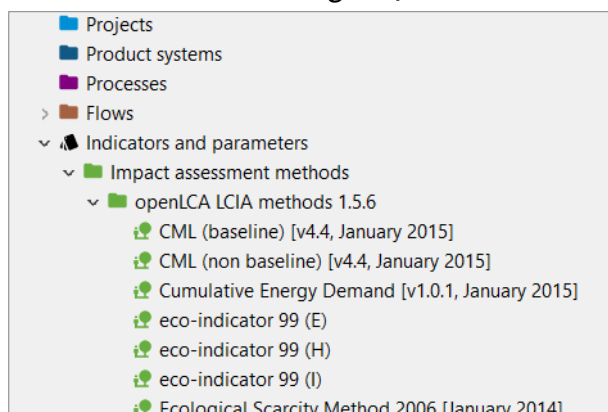 Projects
Product systems
Processes
Flows
Indicators and parameters
Impact assessment methods
openLCA LCIA methods 1.5.6
CML (baseline) [v4.4, January 2015]
CML (non baseline) [v4.4, January 2015]
Cumulative Energy Demand [v1.0.1, January 2015]
eco-indicator 99 (E)
eco-indicator 99 (H)
eco-indicator 99 (I)
Ecological Scarcity Method 2006 [January 2014]